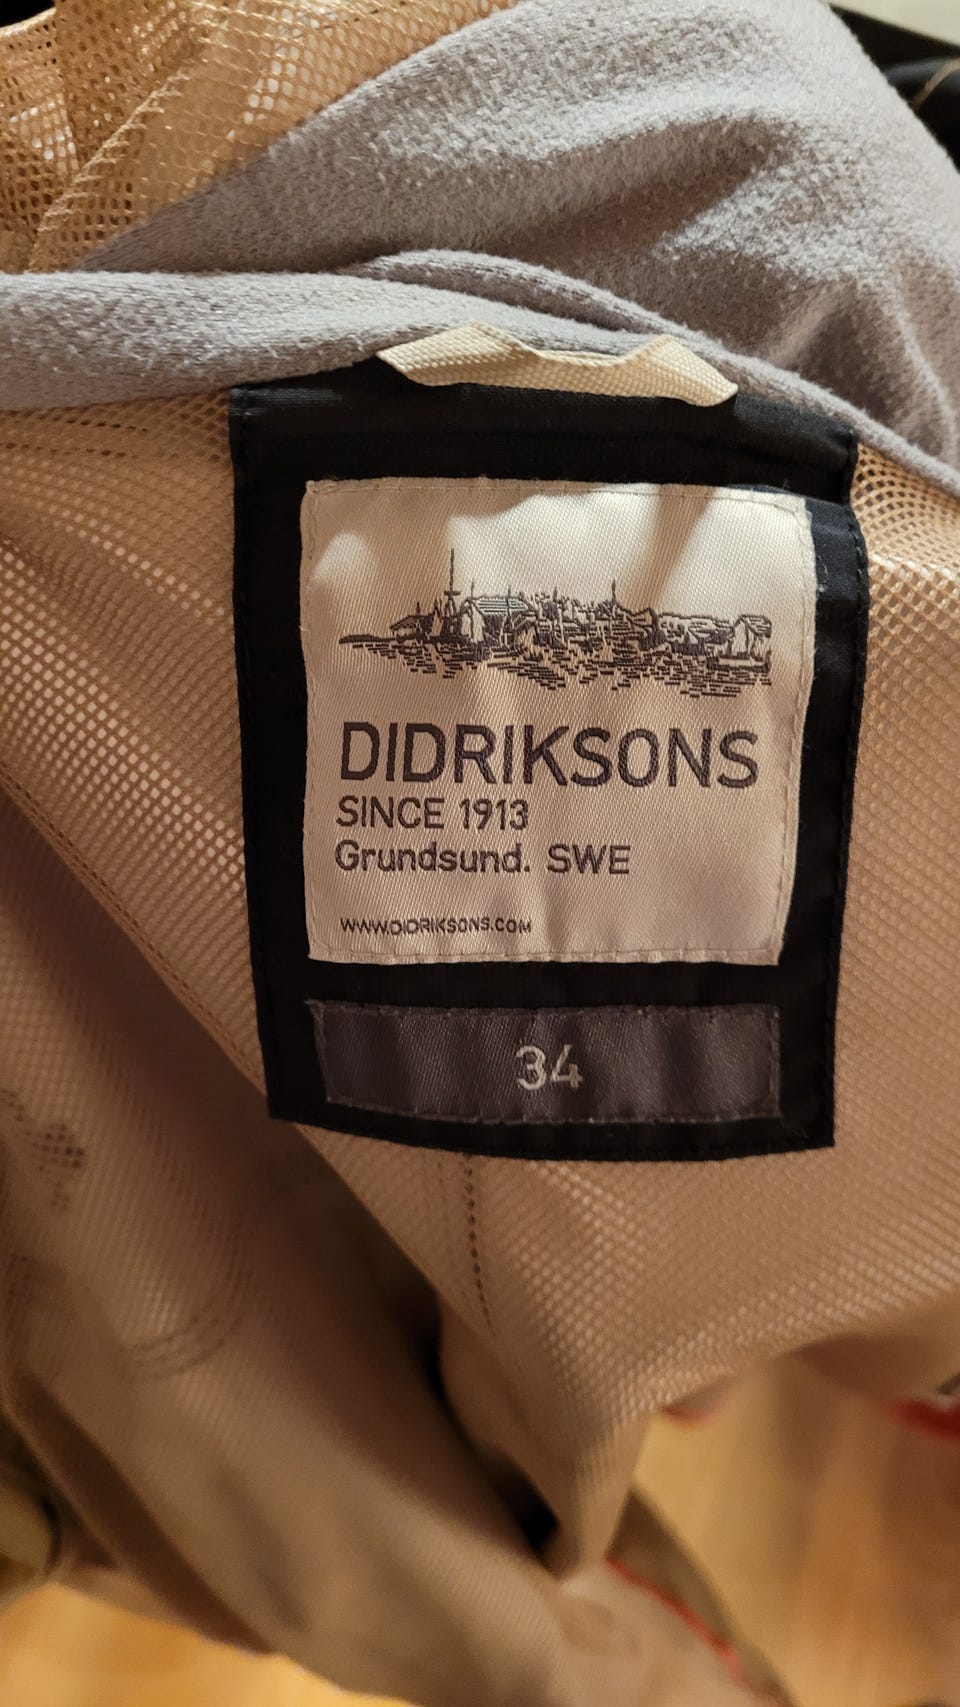 DIDRIKSONS
SINCE 1913
Grundsund. SWE
WWW.DIDRIKSONS.COM
34